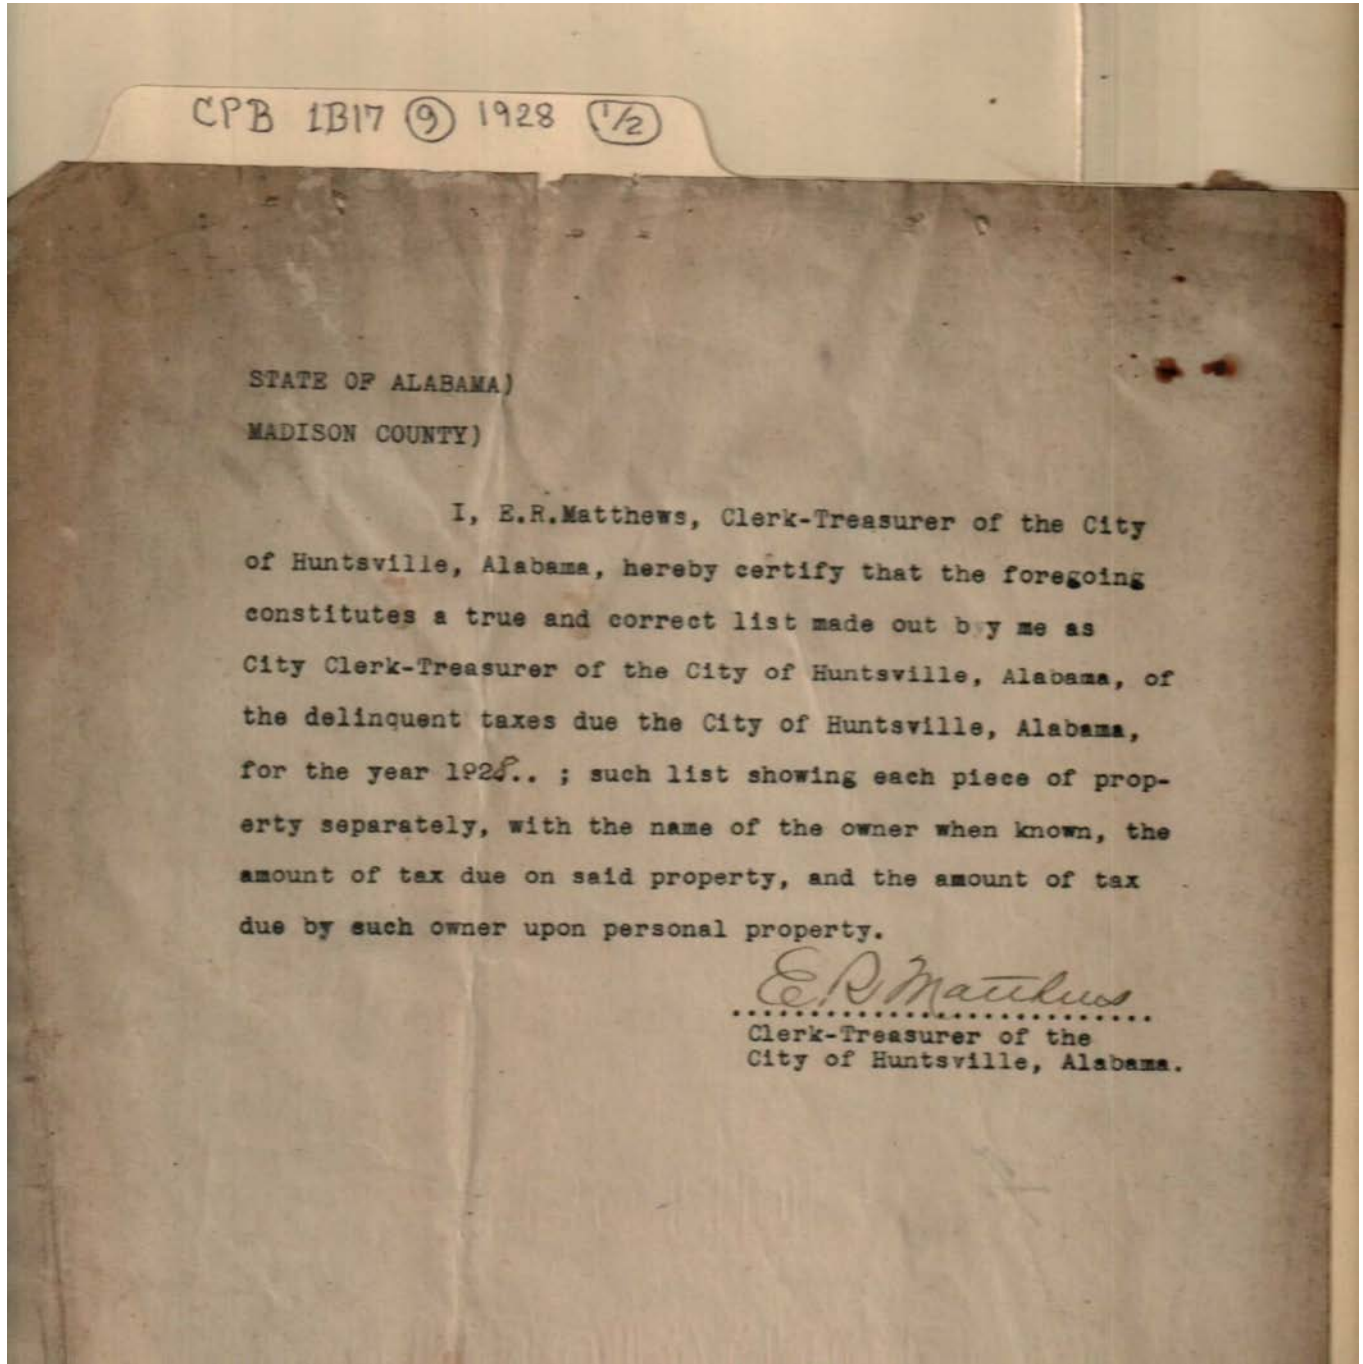 CPB 1B17 9 1928 1/2
STATE OF ALABAMA)
MADISON COUNTY)
I, E.R.Matthews, Clerk-Treasurer of the City
of Huntsville, Alabama, hereby certify that the foregoing
constitutes a true and correct list made out b y me as
City Clerk-Treasurer of the City of Huntsville, Alabama, of
the delinquent taxes due the City of Huntsville, Alabama,
for the year 1928.. ; such list showing each piece of prop-
erty separately, with the name of the owner when known, the
amount of tax due on said property, and the amount of tax
due by such owner upon personal property.
E R Matthews
Clerk-Treasurer of the
City of Huntsville, Alabama.